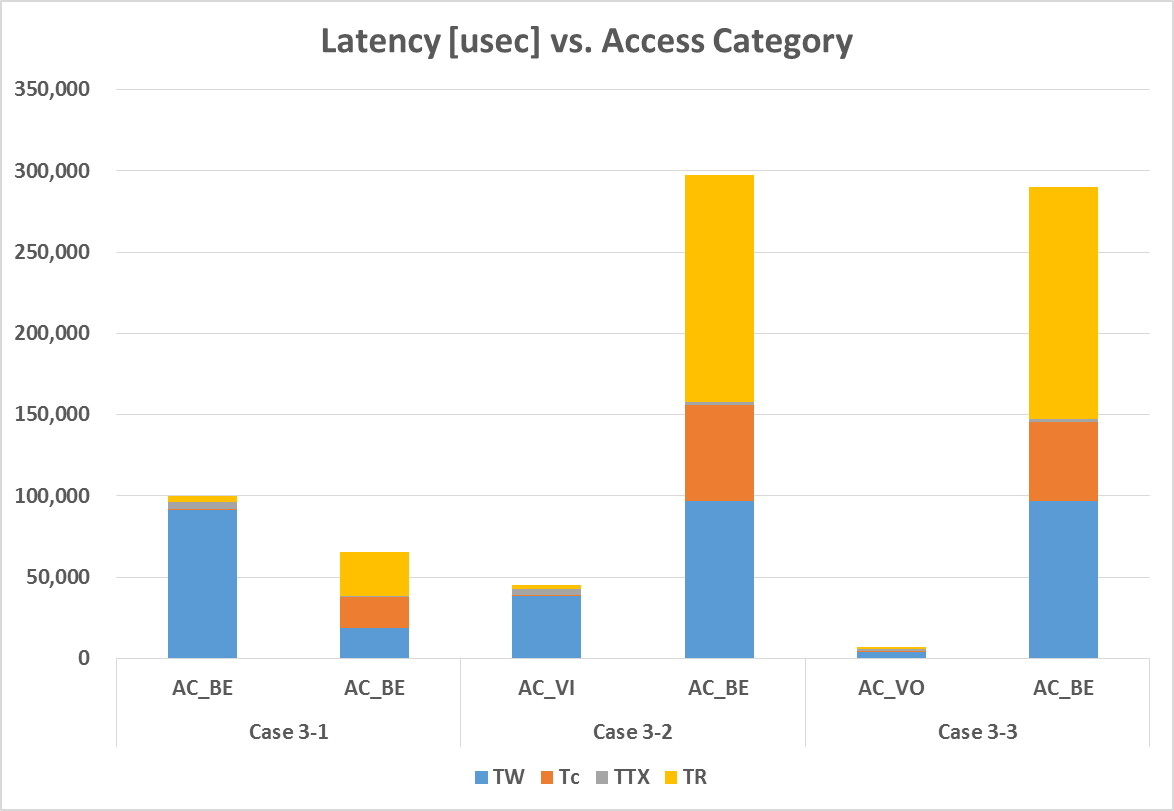 Latency [usec] vs. Access Category
350,000
300,000
250,000
200,000
150,000
100,000
50,000
0
AC_BE AC_BE AC_VI AC_BE AC_VO AC_BE
Case 3-1 Case 3-2 Case 3-3
TW Tc TTX TR